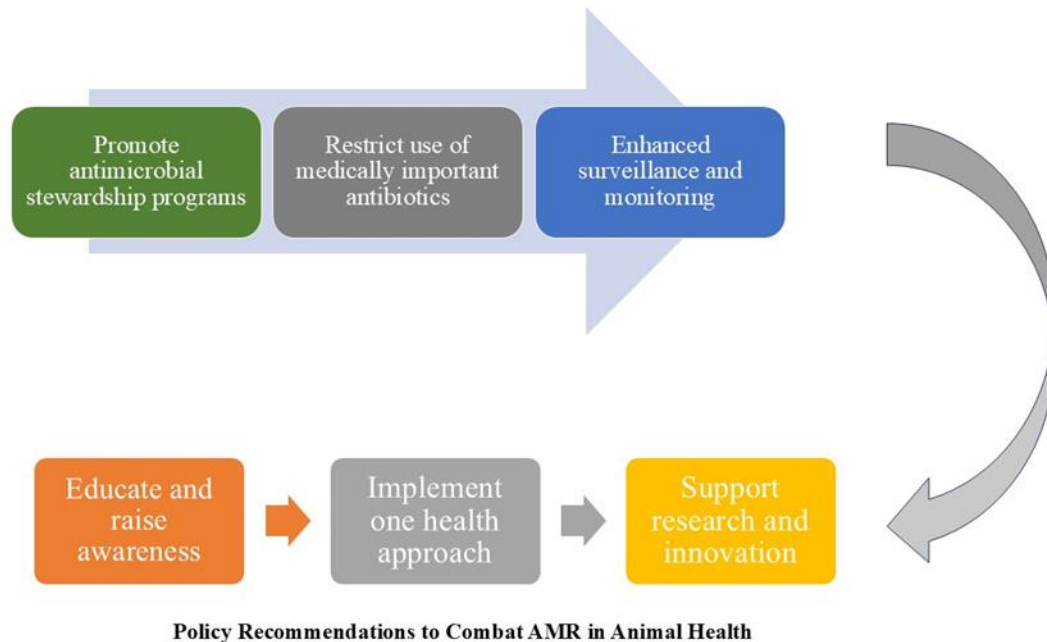 Promote
antimicrobial
stewardship programs
Restrict use of
medically important
antibiotics
Enhanced
surveillance and
monitoring
Educate and
raise
awareness
Implement
one health
approach
Support
research and
innovation
Policy Recommendations to Combat AMR in Animal Health